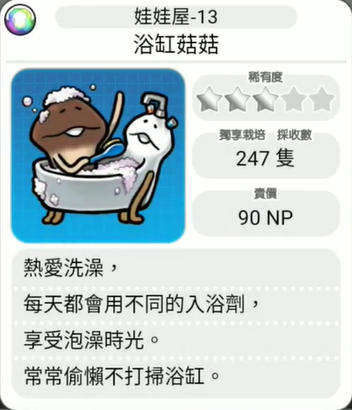 娃娃屋-13
浴缸菇菇
稀有度
獨享栽培 採收數
247 隻
賣價
90 NP
熱愛洗澡，
每天都會用不同的入浴劑，
享受泡澡時光。
常常偷懶不打掃浴缸。